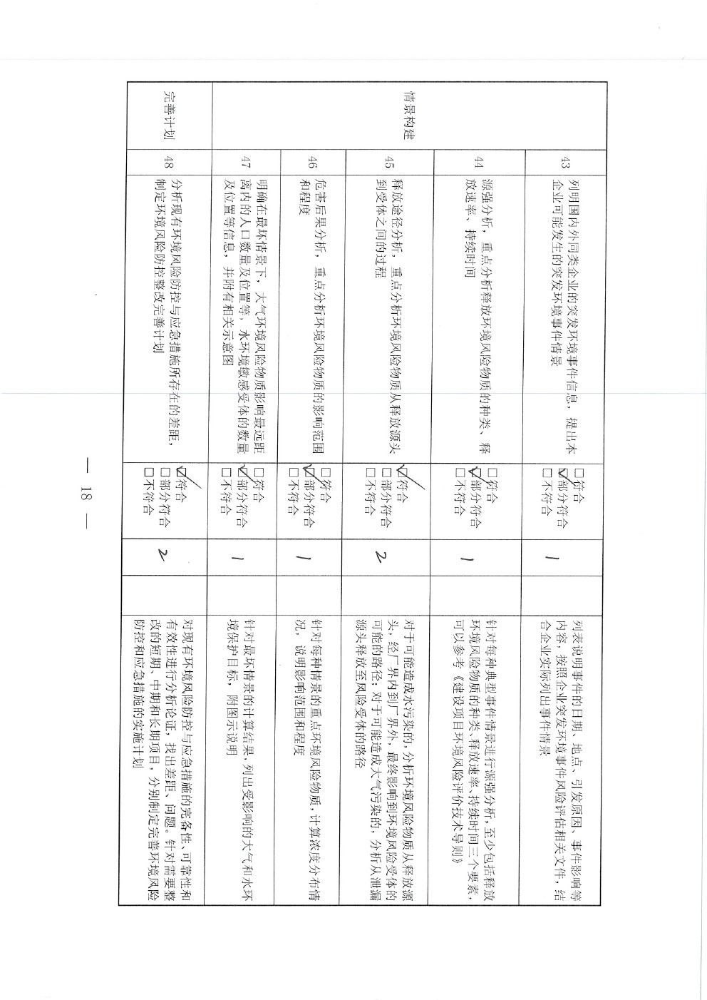 情景构建
43
列明国内外同类企业的突发环境事件信息，提出本
企业可能发生的突发环境事件情景
□符合
☑部分符合
□不符合
1
列表说明事件的日期、地点、引发原因、事件影响等
内容，按照企业突发环境事件风险评估相关文件，结
合企业实际列出事件情景
44
源强分析，重点分析释放环境风险物质的种类、释
放速率、持续时间
□符合
☑部分符合
□不符合
1
针对每种典型事件情景进行源强分析，至少包括释放
环境风险物质的种类、释放速率、持续时间三个要素，
可以参考《建设项目环境风险评价技术导则》
45
释放途径分析，重点分析环境风险物质从释放源头
到受体之间的过程
☑符合
□部分符合
□不符合
2
对于可能造成水污染的，分析环境风险物质从释放源
头，经厂界内到厂界外，最终影响到环境风险受体的
可能的路径；对于可能造成大气污染的，分析从泄漏
源头释放至风险受体的路径
46
危害后果分析，重点分析环境风险物质的影响范围
和程度
□符合
☑部分符合
□不符合
1
针对每种情景的重点环境风险物质，计算浓度分布情
况，说明影响范围和程度
47
明确在最坏情景下，大气环境风险物质影响最远距
离内的人口数量及位置等，水环境敏感受体的数量
及位置等信息，并附有相关示意图
□符合
☑部分符合
□不符合
1
针对最坏情景的计算结果，列出受影响的大气和水环
境保护目标，附图示说明
完善计划
48
分析现有环境风险防控与应急措施所存在的差距，
制定环境风险防控整改完善计划
☑符合
□部分符合
□不符合
2
对现有环境风险防控与应急措施的完备性、可靠性和
有效性进行分析论证，找出差距、问题。针对需要整
改的短期、中期和长期项目，分别制定完善环境风险
防控和应急措施的实施计划
— 18 —